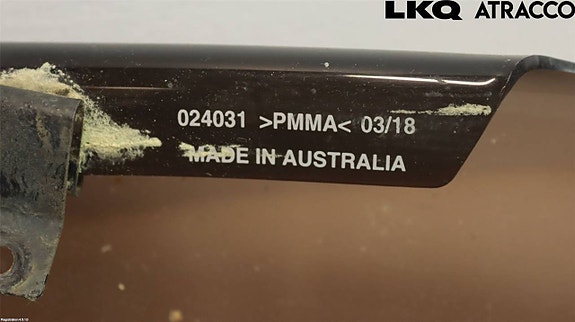 LKQ ATRACCO
024031 >PMMA< 03/18
MADE IN AUSTRALIA